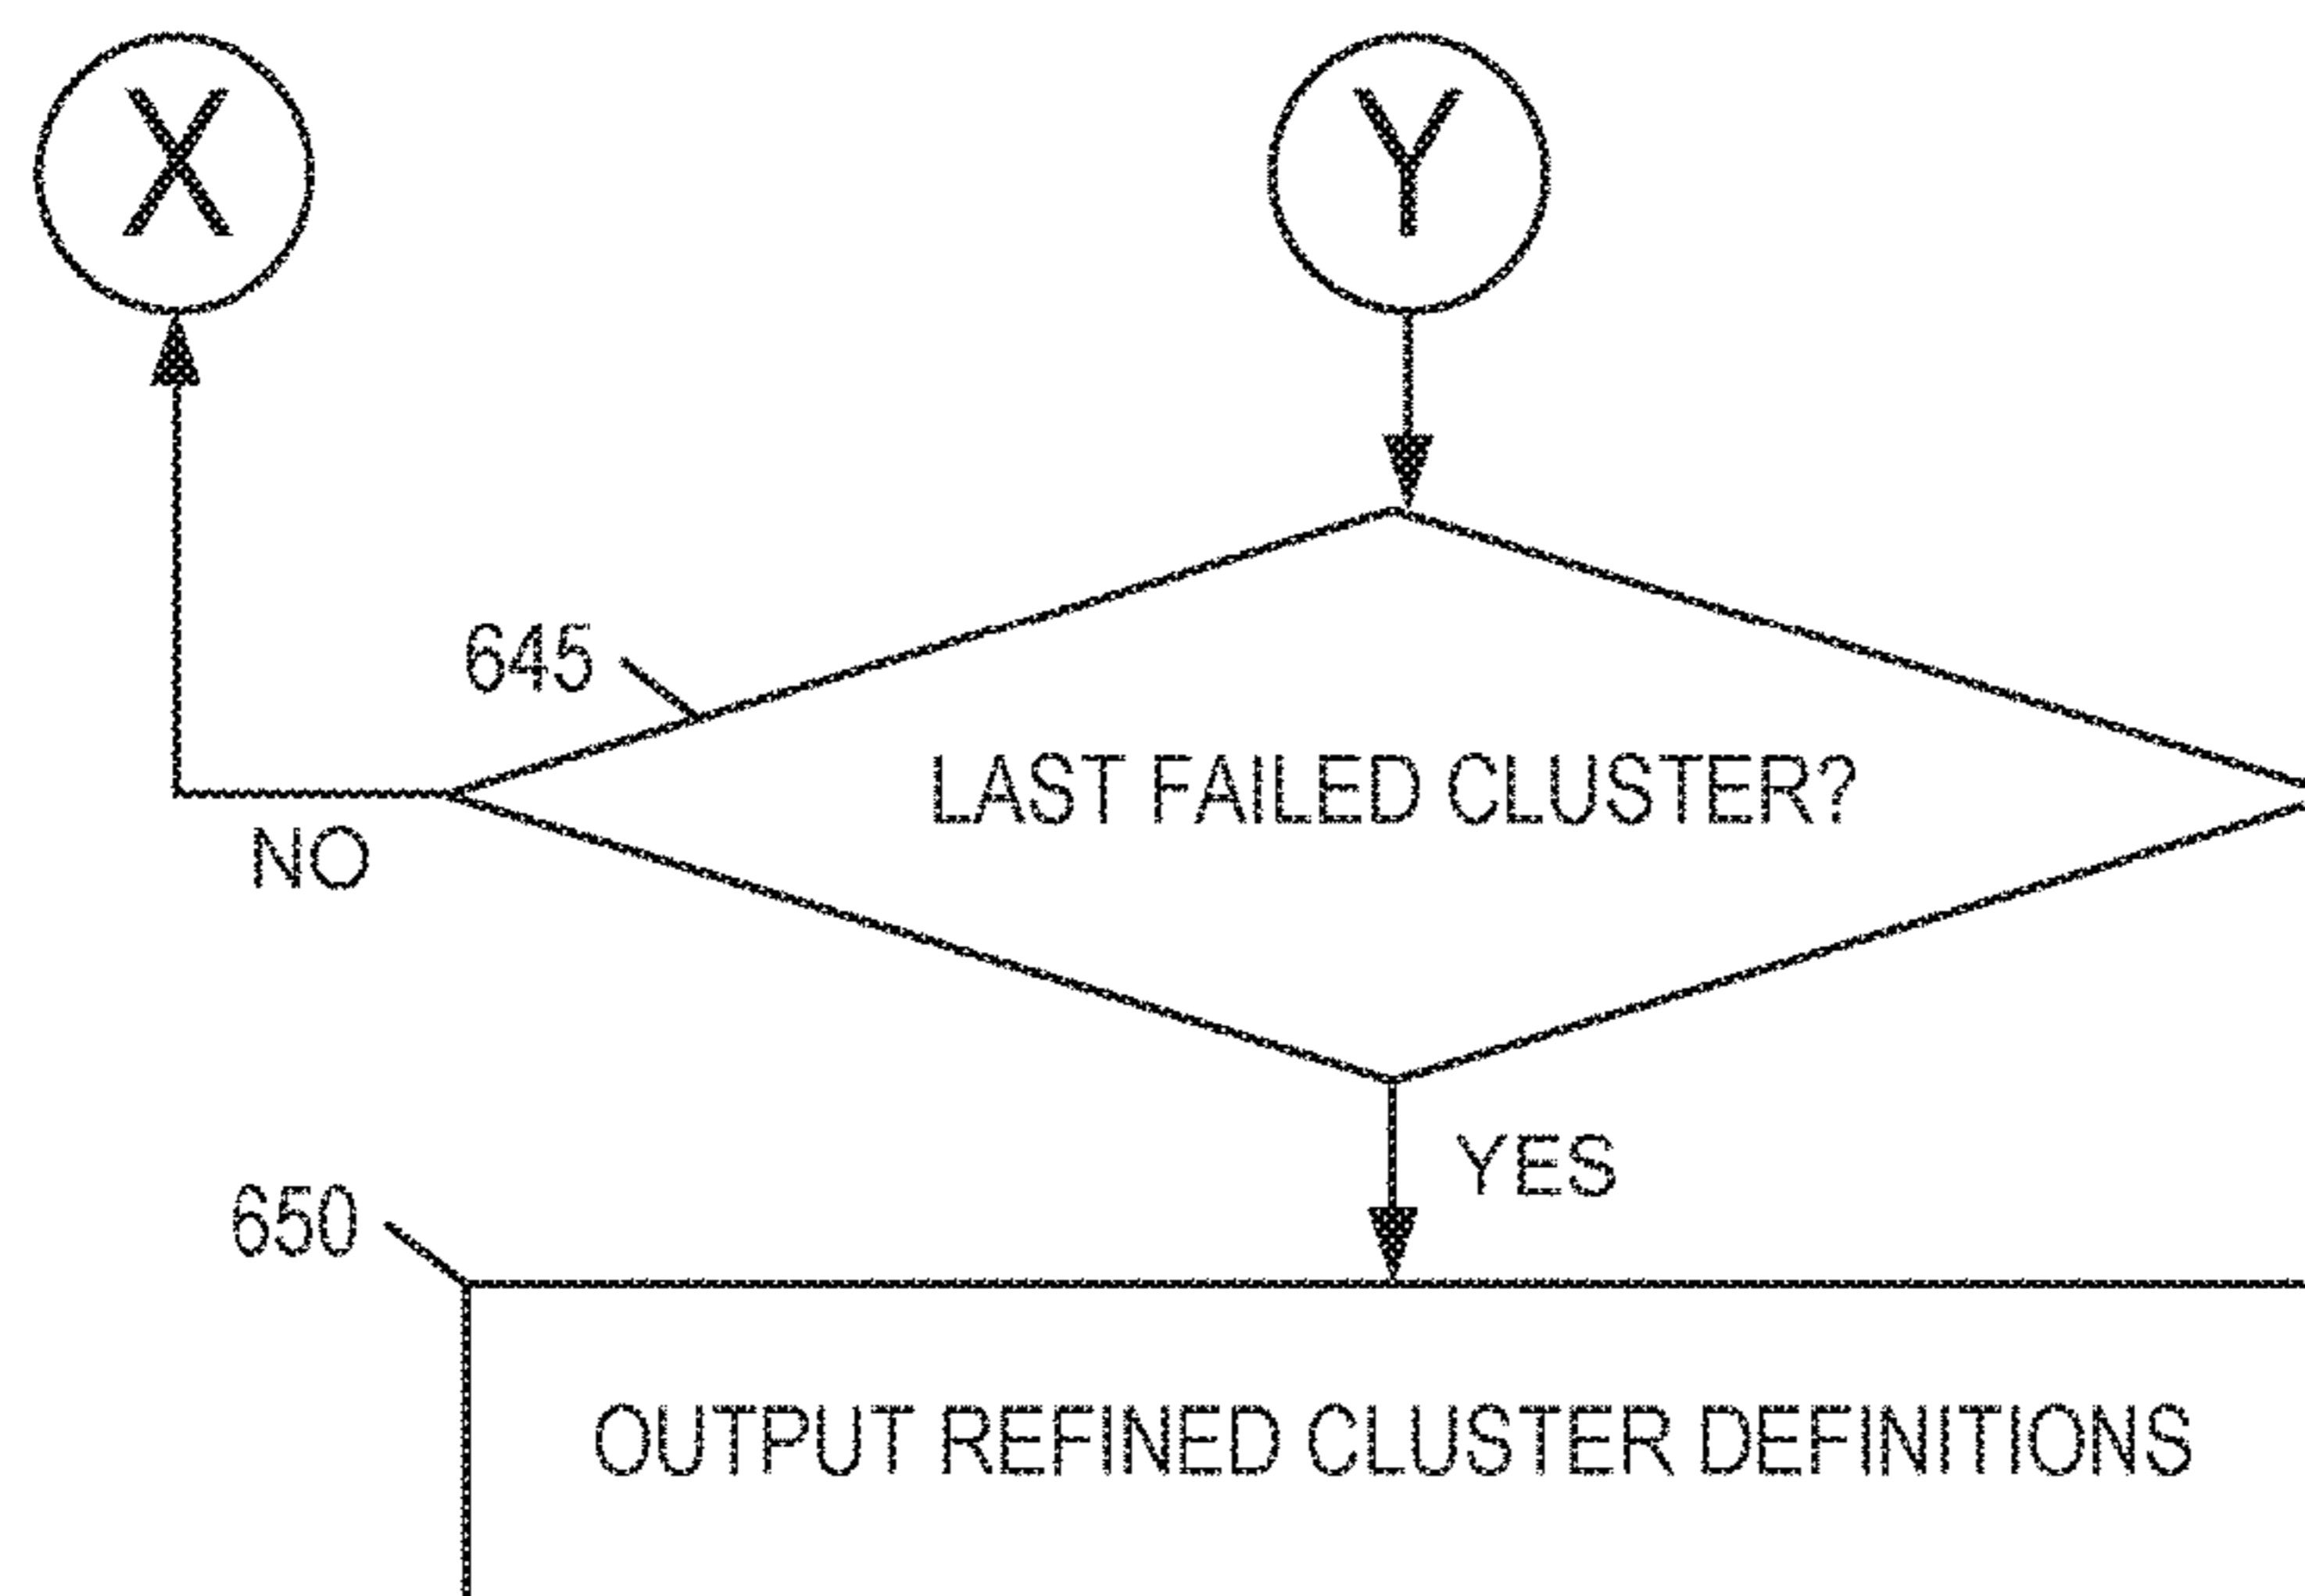 X
Y
645
LAST FAILED CLUSTER?
NO
YES
650
OUTPUT REFINED CLUSTER DEFINITIONS